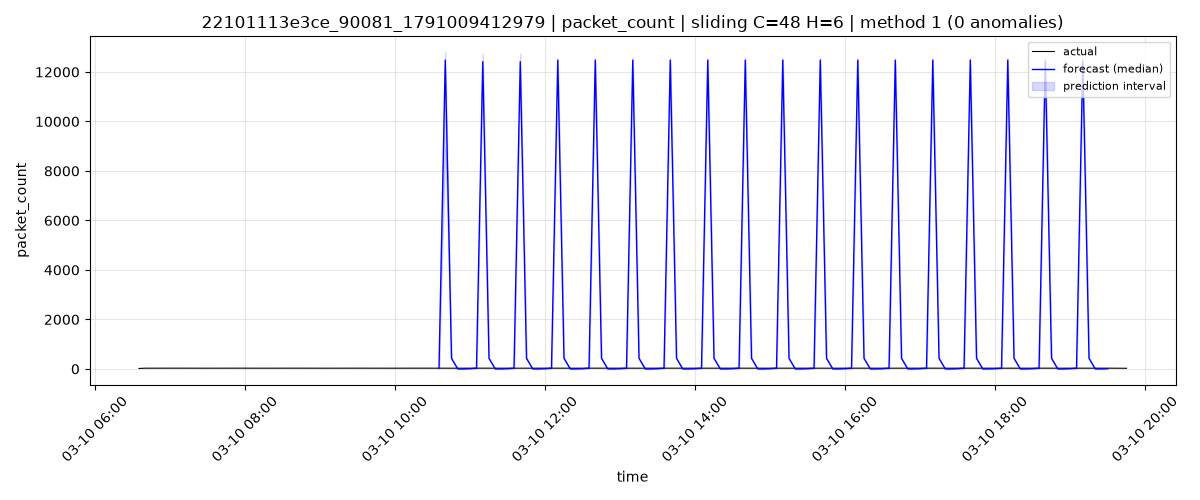 22101113e3ce_90081_1791009412979 | packet_count | sliding C=48 H=6 | method 1 (0 anomalies)
actual
forecast (median)
prediction interval
packet_count
12000
10000
8000
6000
4000
2000
0
03-10 06:00
03-10 08:00
03-10 10:00
03-10 12:00
03-10 14:00
03-10 16:00
03-10 18:00
03-10 20:00
time